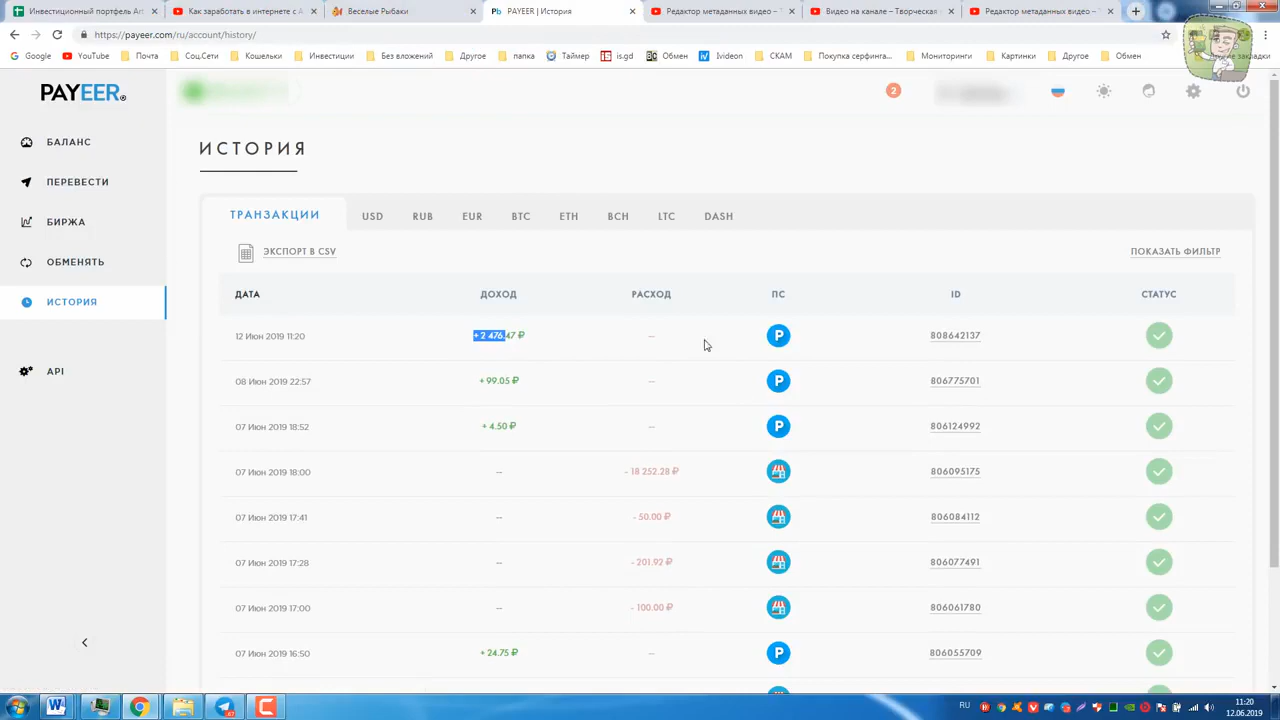 Инвестиционный портфель Ant
Как заработать в интернете с А
Веселые Рыбаки
Pb PAYEER | История
Редактор метаданных видео – Т
Видео на канале – Творческая
Редактор метаданных видео –
https://payeer.com/ru/account/history/
Google YouTube Почта Соц.Сети Кошельки Инвестиции Без вложений Другое папка Таймер is.gd Обмен Ivideon СКАМ Покупка серфинга... Мониторинги Картинки Другое Обмен закладки
PAYEER
2
БАЛАНС
ПЕРЕВЕСТИ
БИРЖА
ОБМЕНЯТЬ
ИСТОРИЯ
API
ИСТОРИЯ
ТРАНЗАКЦИИ USD RUB EUR BTC ETH BCH LTC DASH
ЭКСПОРТ В CSV ПОКАЗАТЬ ФИЛЬТР
ДАТА ДОХОД РАСХОД ПС ID СТАТУС
12 Июн 2019 11:20 + 2 476.47 ₽ -- P 808642137
08 Июн 2019 22:57 + 99.05 ₽ -- P 806775701
07 Июн 2019 18:52 + 4.50 ₽ -- P 806124992
07 Июн 2019 18:00 -- - 18 252.28 ₽ 806095175
07 Июн 2019 17:41 -- - 50.00 ₽ 806084112
07 Июн 2019 17:28 -- - 201.92 ₽ 806077491
07 Июн 2019 17:00 -- - 100.00 ₽ 806061780
07 Июн 2019 16:50 + 24.75 ₽ -- P 806055709
RU 11:20
12.06.2019